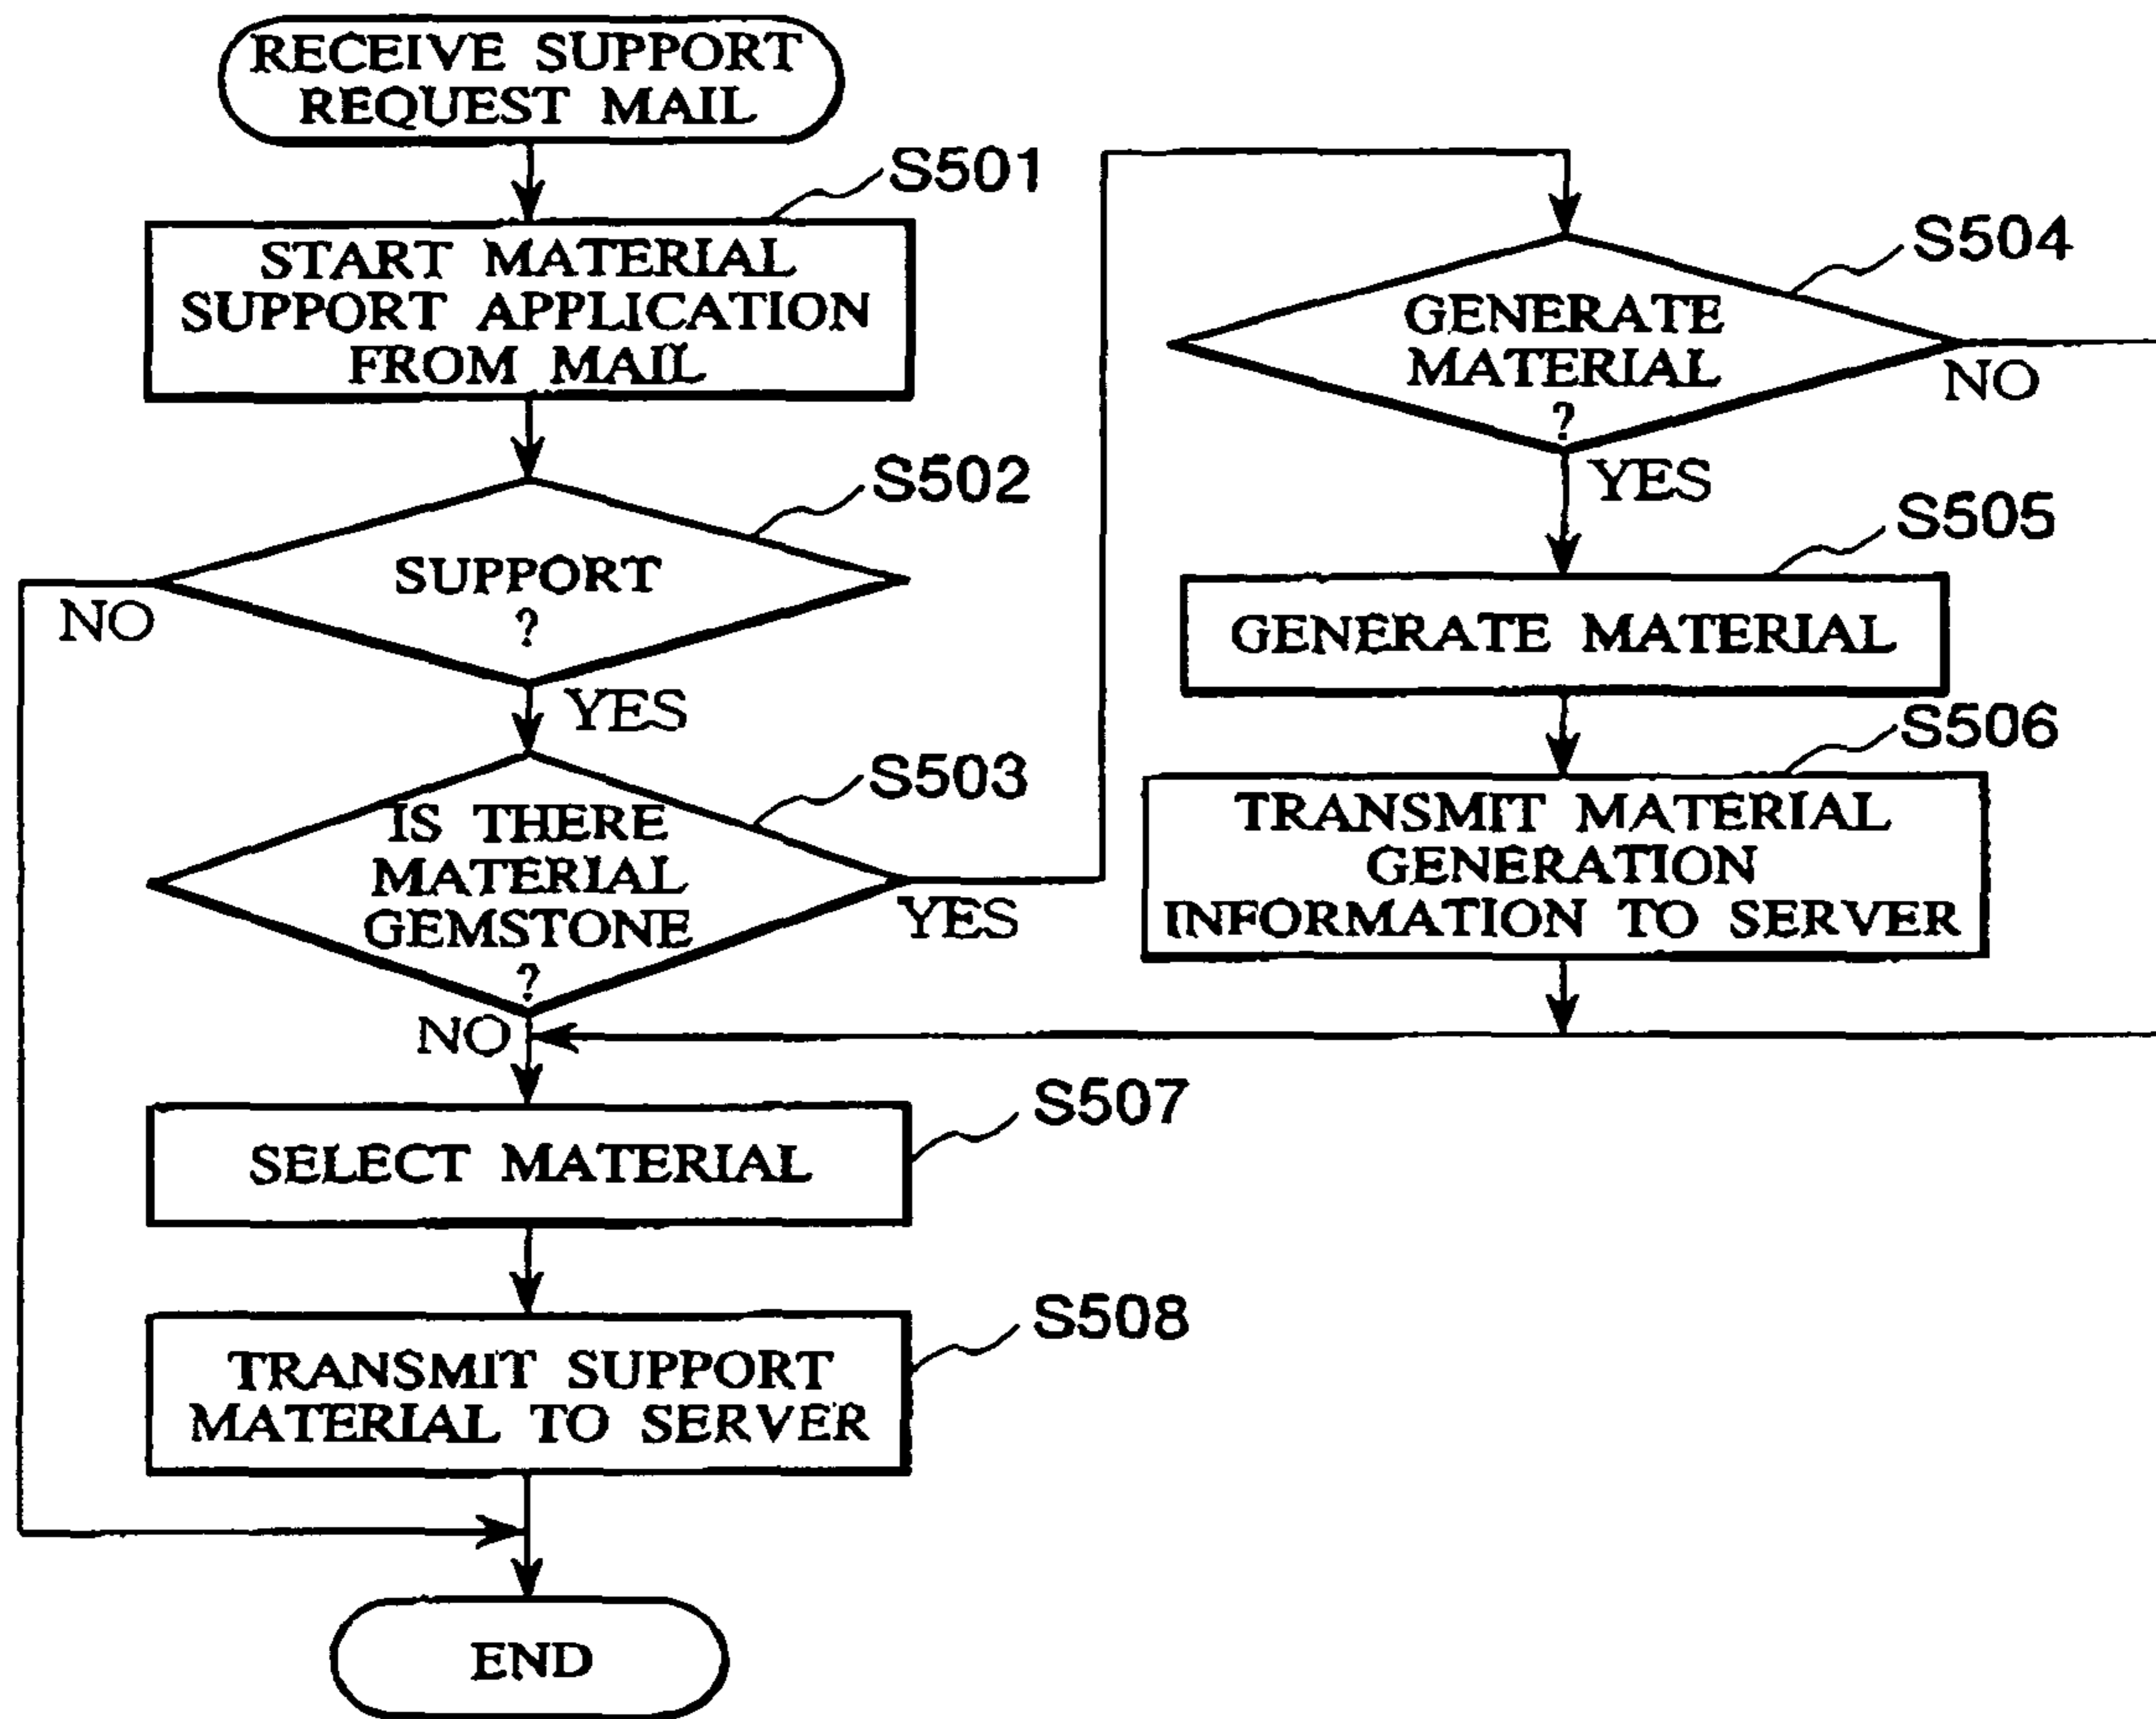 RECEIVE SUPPORT
REQUEST MAIL
S501
START MATERIAL
SUPPORT APPLICATION
FROM MAIL
S502
SUPPORT
?
NO
YES
S503
IS THERE
MATERIAL
GEMSTONE
?
YES
NO
S504
GENERATE
MATERIAL
?
NO
YES
S505
GENERATE MATERIAL
S506
TRANSMIT MATERIAL
GENERATION
INFORMATION TO SERVER
S507
SELECT MATERIAL
S508
TRANSMIT SUPPORT
MATERIAL TO SERVER
END